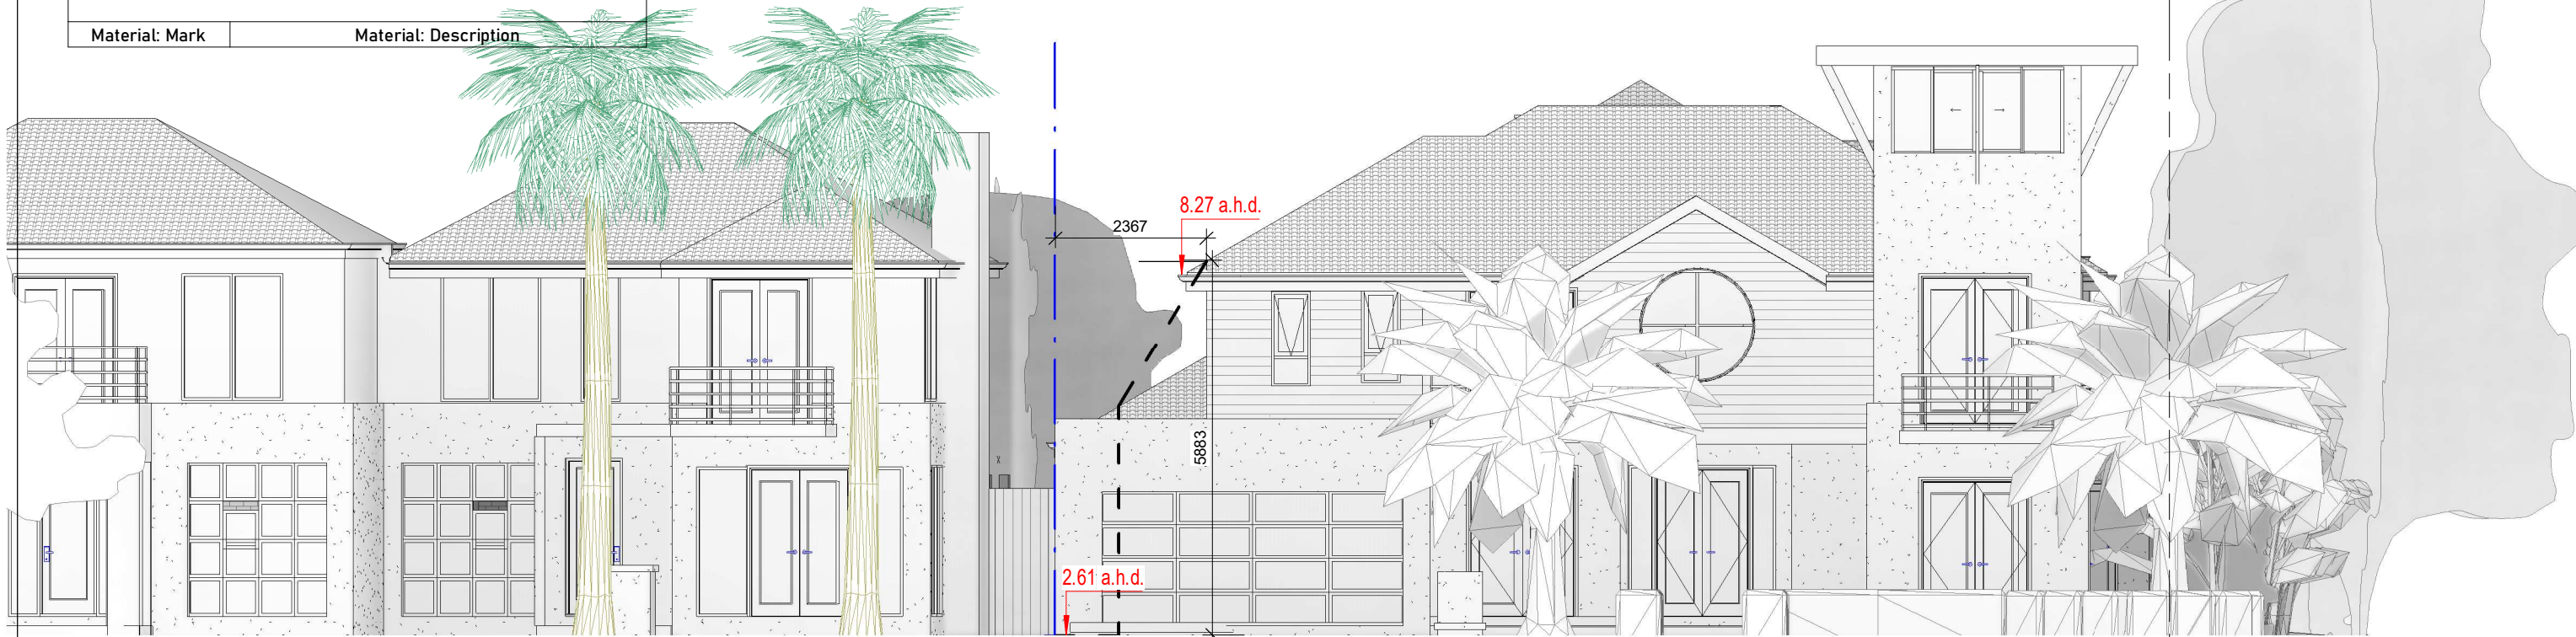 Material: Mark
Material: Description
8.27 a.h.d.
2367
5883
2.61 a.h.d.